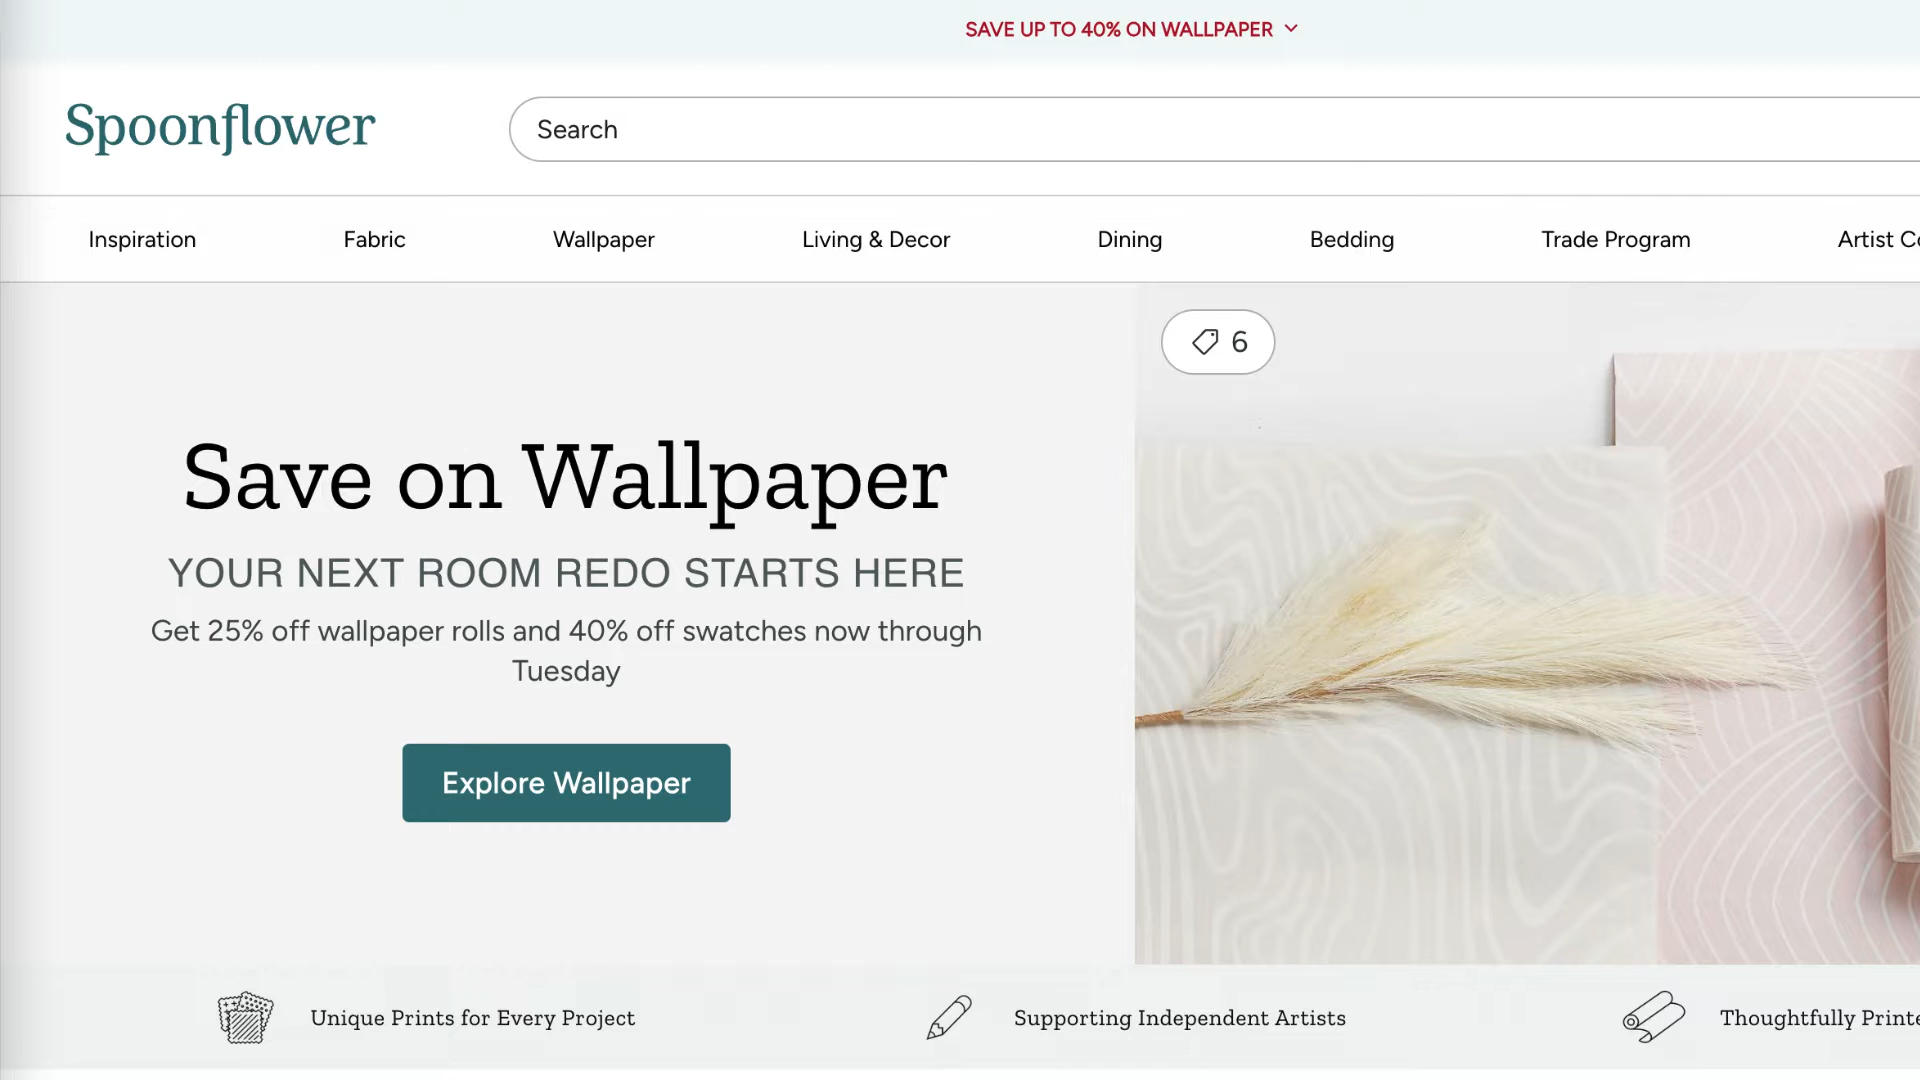 SAVE UP TO 40% ON WALLPAPER
Spoonflower
Search
Inspiration
Fabric
Wallpaper
Living & Decor
Dining
Bedding
Trade Program
Artist
6
Save on Wallpaper
YOUR NEXT ROOM REDO STARTS HERE
Get 25% off wallpaper rolls and 40% off swatches now through
Tuesday
Explore Wallpaper
Unique Prints for Every Project
Supporting Independent Artists
Thoughtfully